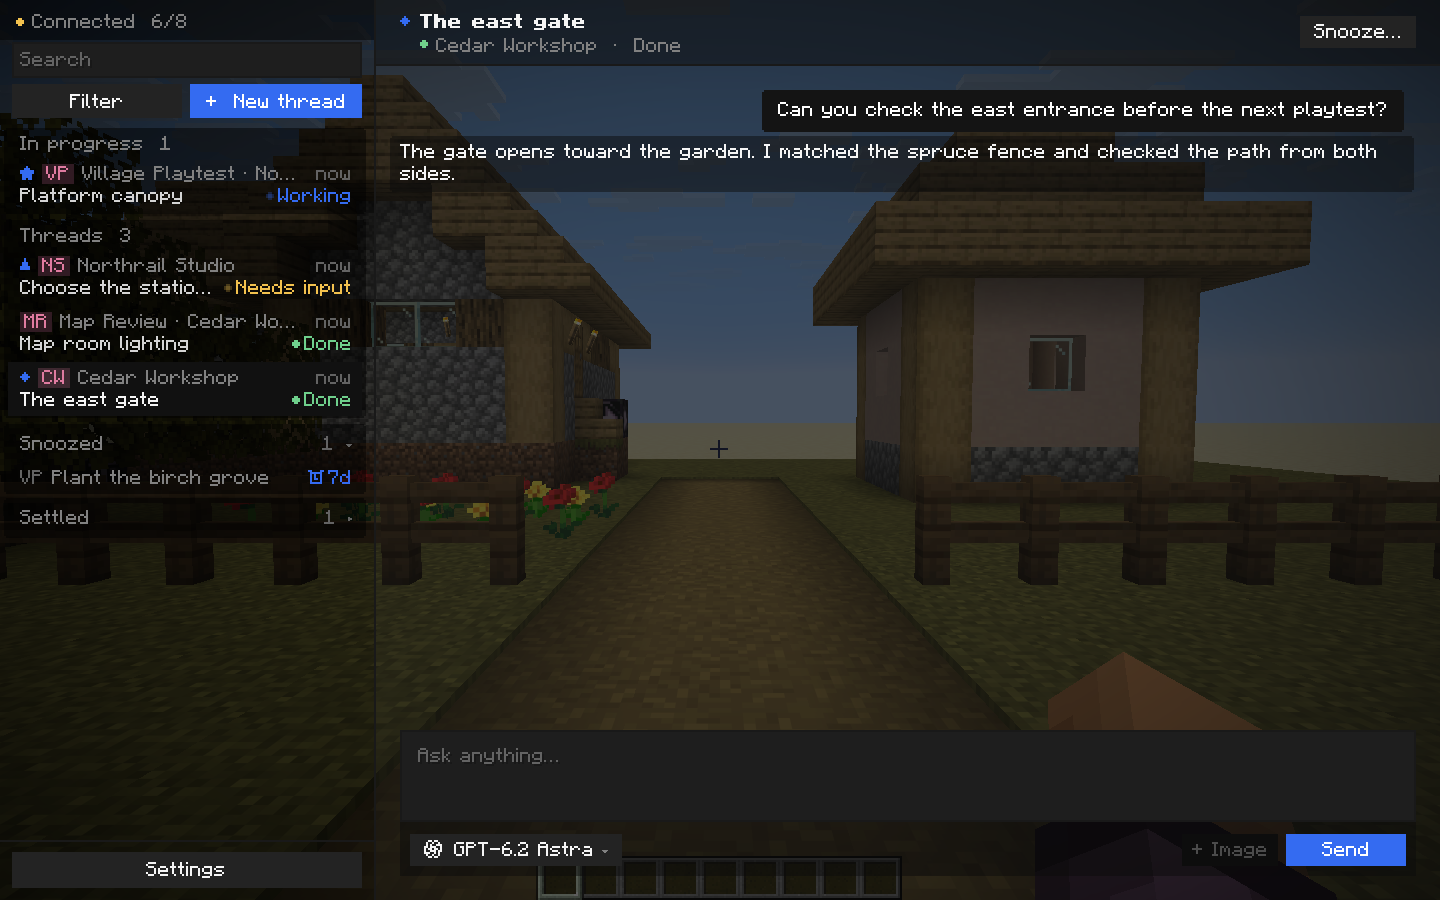 Connected 6/8
Search
Filter
+ New thread
In progress 1
VP Village Playtest · No... now
Platform canopy Working
Threads 3
NS Northrail Studio now
Choose the statio... Needs input
MR Map Review · Cedar Wo... now
Map room lighting Done
CW Cedar Workshop now
The east gate Done
Snoozed 1
VP Plant the birch grove 7d
Settled 1
Settings
The east gate
Cedar Workshop · Done
Snooze...
Can you check the east entrance before the next playtest?
The gate opens toward the garden. I matched the spruce fence and checked the path from both
sides.
Ask anything...
GPT-6.2 Astra
+ Image
Send